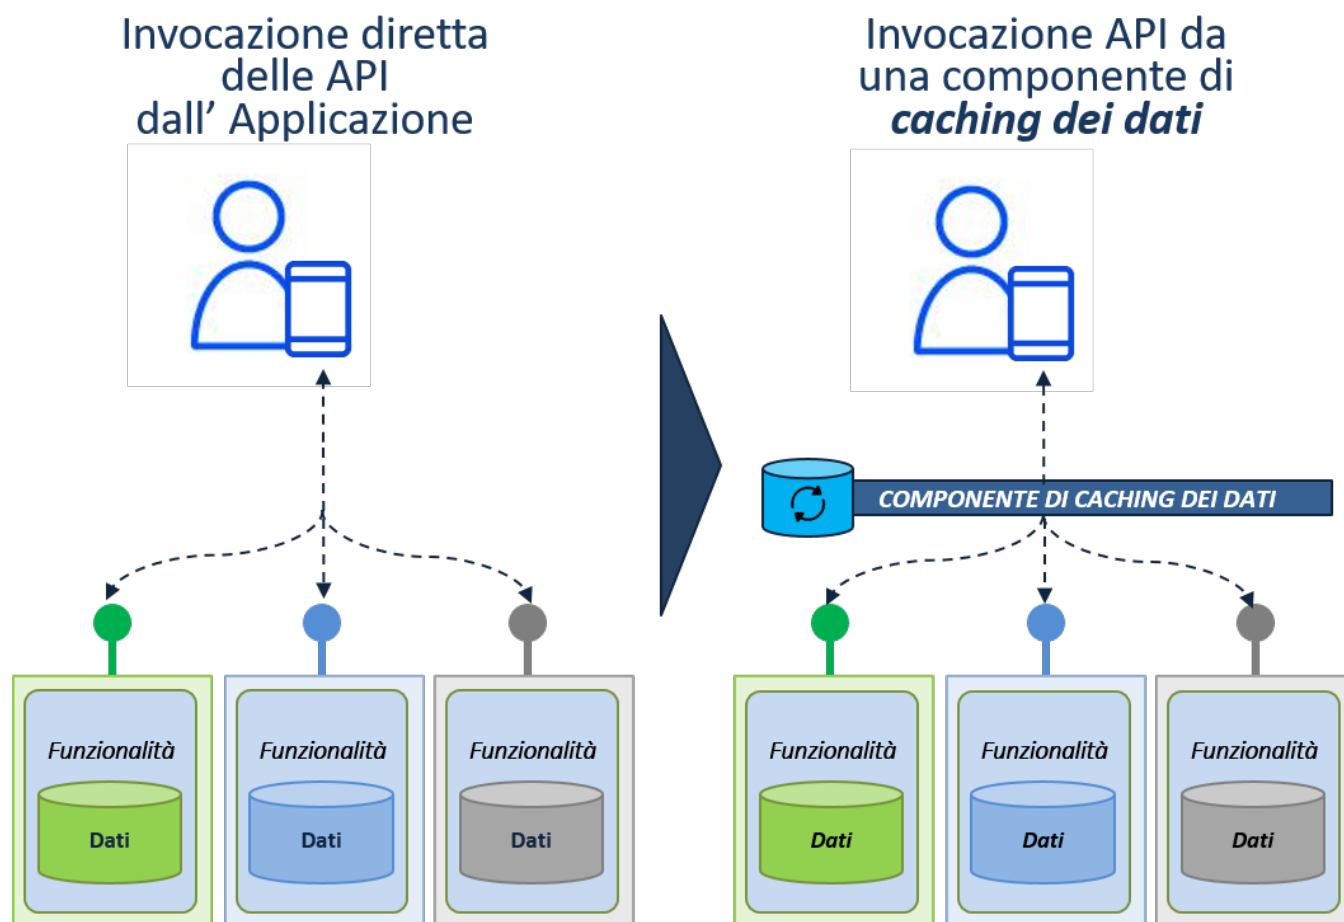 Invocazione diretta
delle API
dall’ Applicazione
Invocazione API da
una componente di
caching dei dati
COMPONENTE DI CACHING DEI DATI
Funzionalità
Funzionalità
Funzionalità
Dati
Dati
Dati
Funzionalità
Funzionalità
Funzionalità
Dati
Dati
Dati